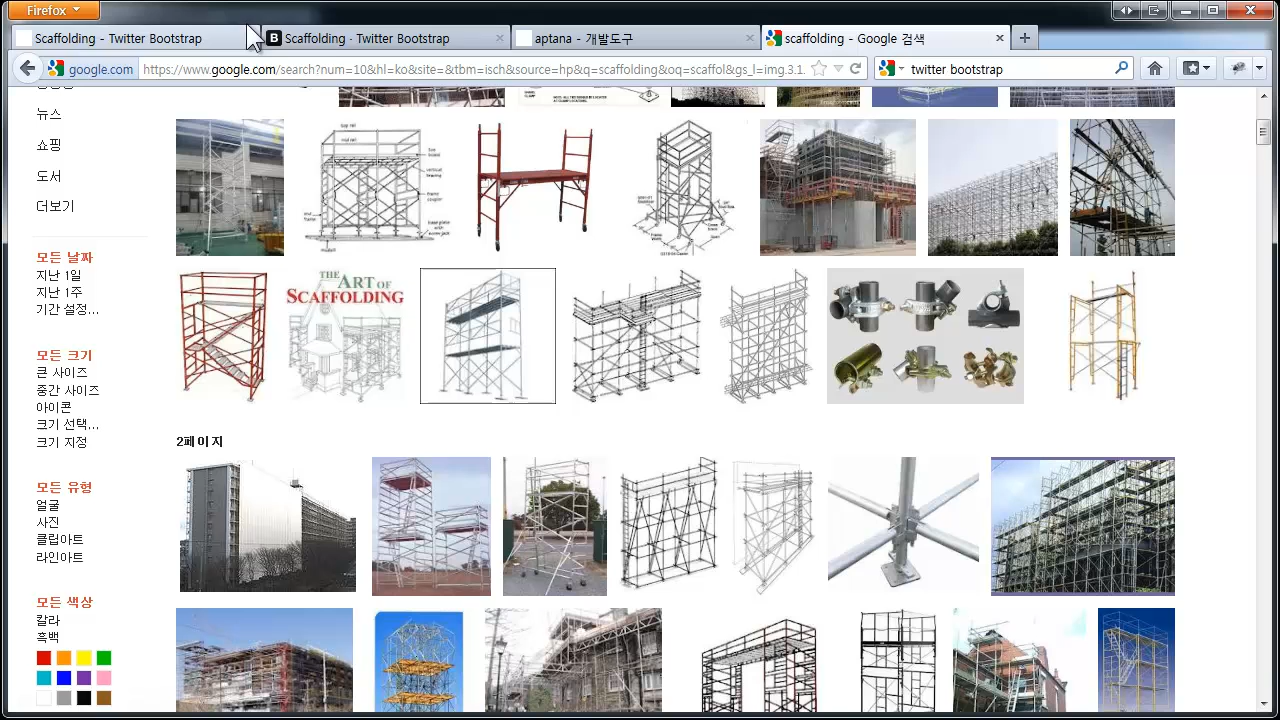 Firefox
Scaffolding - Twitter Bootstrap
Scaffolding · Twitter Bootstrap
aptana - 개발도구
scaffolding - Google 검색
google.com
https://www.google.com/search?num=10&hl=ko&site=&tbm=isch&source=hp&q=scaffolding&oq=scaffol&gs_l=img.3.1.
twitter bootstrap
뉴스
쇼핑
도서
더보기
모든 날짜
지난 1일
지난 1주
기간 설정...
모든 크기
큰 사이즈
중간 사이즈
아이콘
크기 선택...
크기 지정
모든 유형
얼굴
사진
클립아트
라인아트
모든 색상
칼라
흑백
THE ART OF
SCAFFOLDING
2페이지